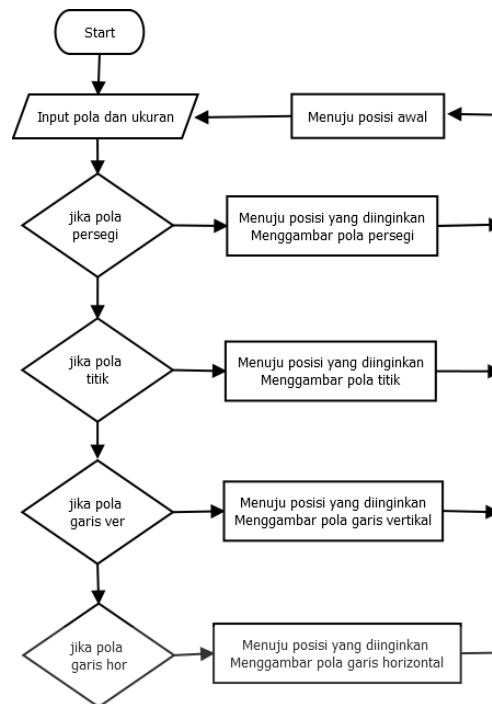 Start
Input pola dan ukuran
Menuju posisi awal
jika pola
persegi
Menuju posisi yang diinginkan
Menggambar pola persegi
jika pola
titik
Menuju posisi yang diinginkan
Menggambar pola titik
jika pola
garis ver
Menuju posisi yang diinginkan
Menggambar pola garis vertikal
jika pola
garis hor
Menuju posisi yang diinginkan
Menggambar pola garis horizontal